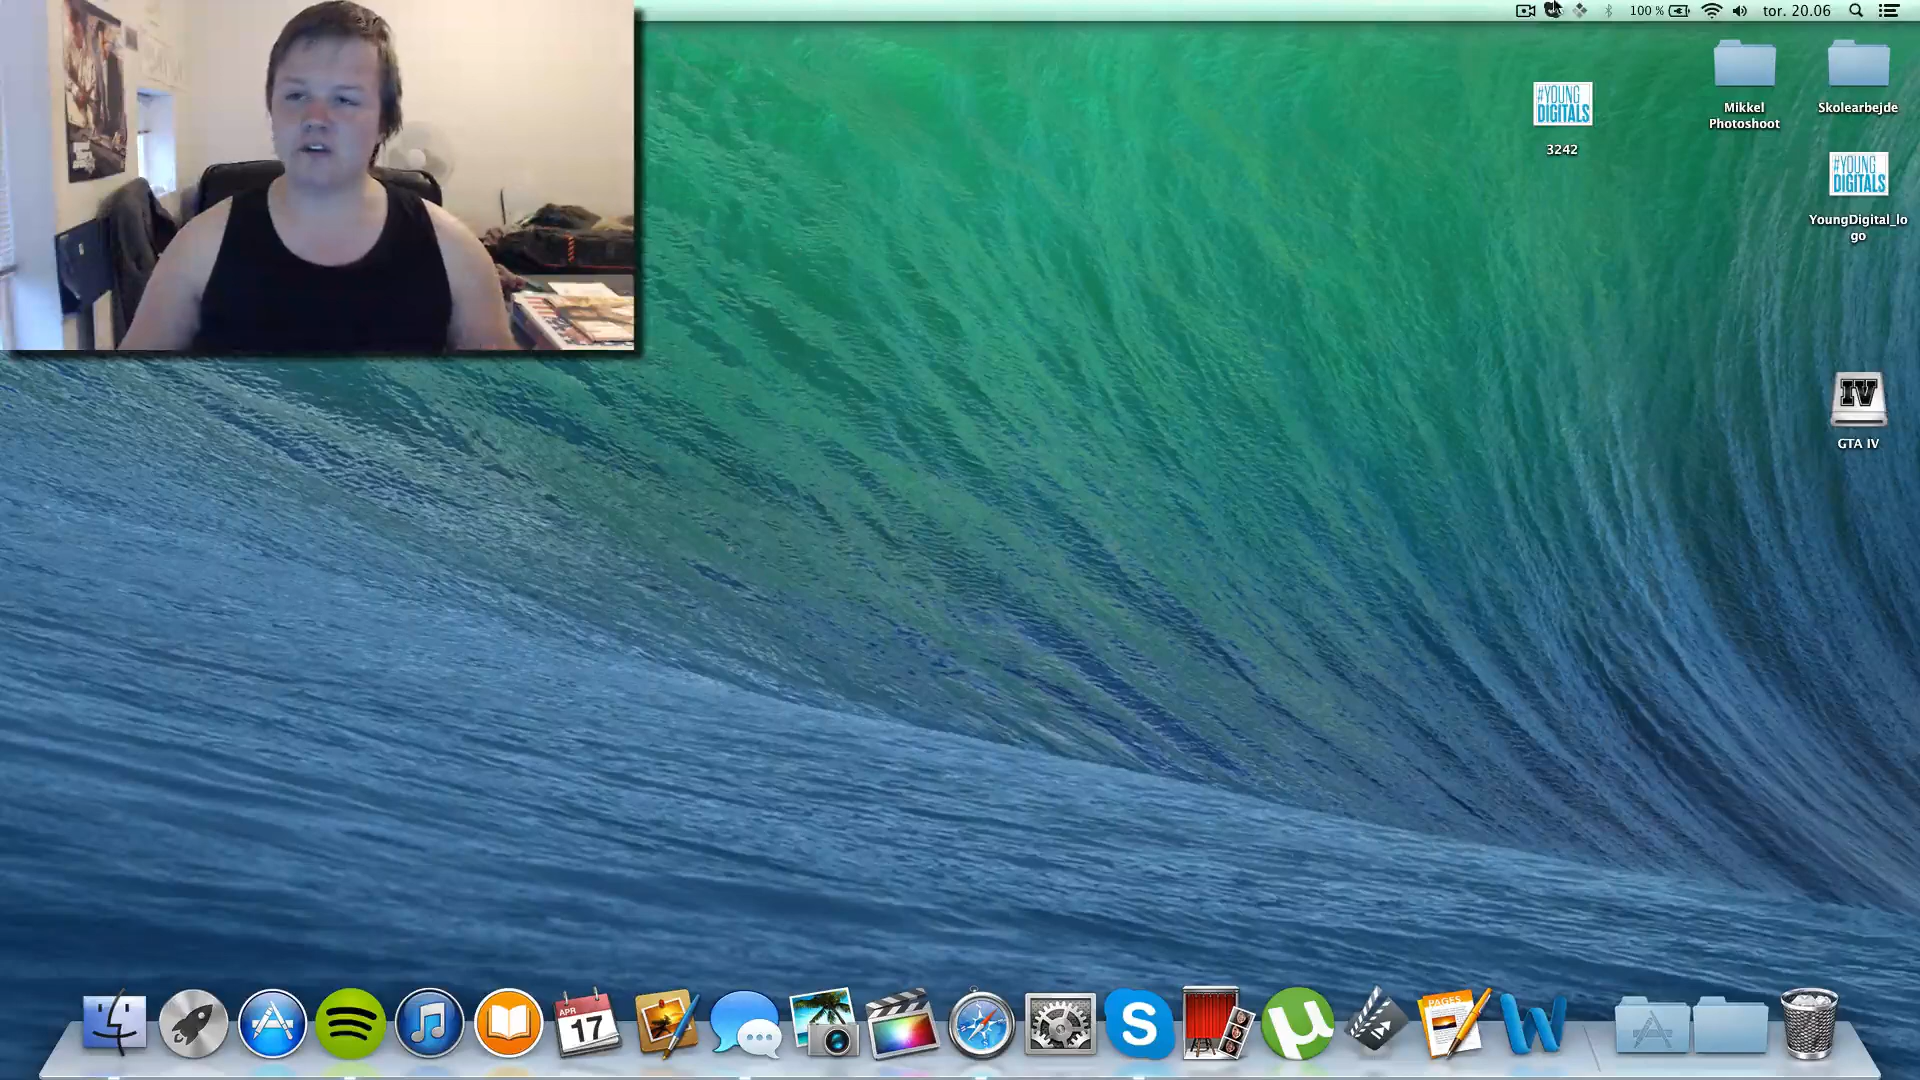 100 %
tor. 20.06
#YOUNG
DIGITALS
3242
Mikkel
Photoshoot
Skolearbejde
#YOUNG
DIGITALS
YoungDigital_lo
go
IV
GTA IV
APR
17
S
µ
PAGES
W